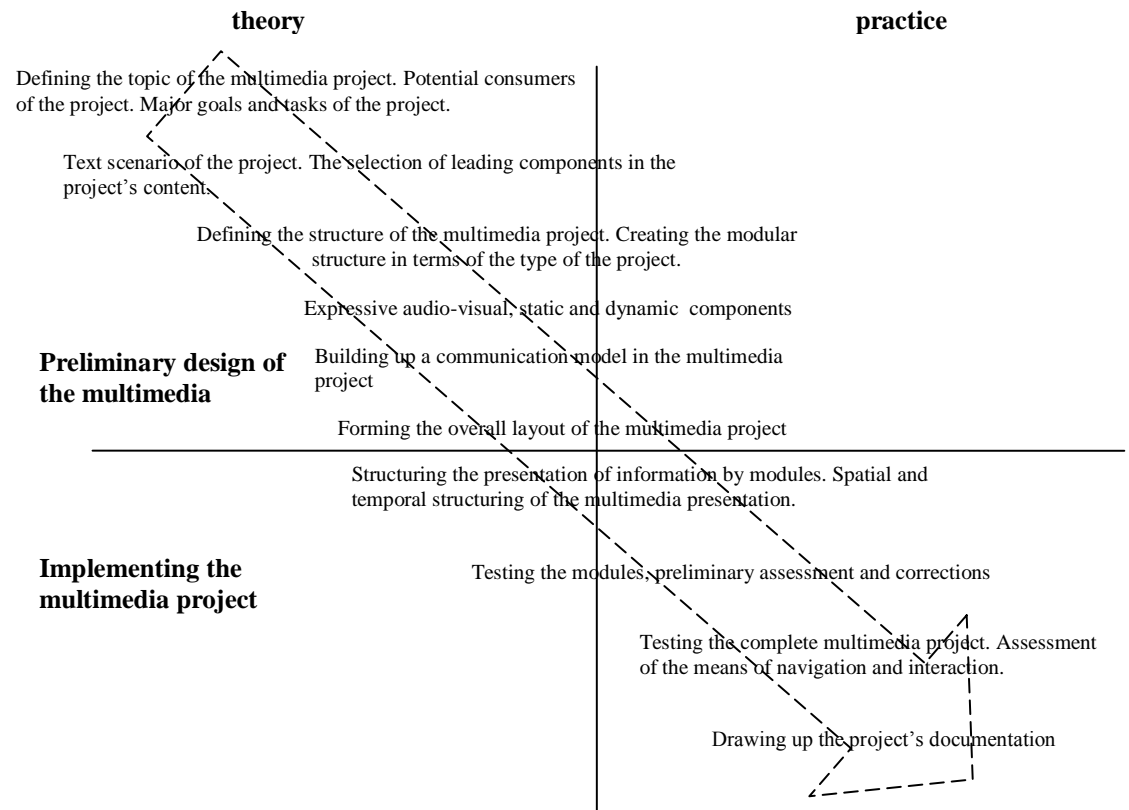 theory
practice
Defining the topic of the multimedia project. Potential consumers
of the project. Major goals and tasks of the project.
Text scenario of the project. The selection of leading components in the
project’s content.
Defining the structure of the multimedia project. Creating the modular
structure in terms of the type of the project.
Expressive audio-visual, static and dynamic components
Preliminary design of
the multimedia
Building up a communication model in the multimedia
project
Forming the overall layout of the multimedia project
Structuring the presentation of information by modules. Spatial and
temporal structuring of the multimedia presentation.
Implementing the
multimedia project
Testing the modules, preliminary assessment and corrections
Testing the complete multimedia project. Assessment
of the means of navigation and interaction.
Drawing up the project’s documentation